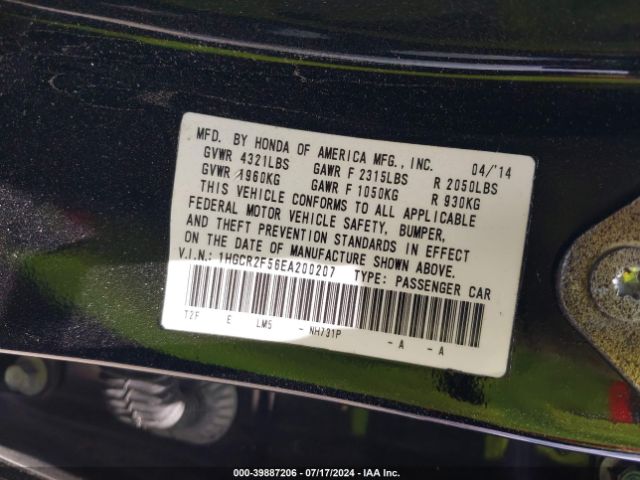 MFD. BY HONDA OF AMERICA MFG., INC. 04/'14
GVWR 4321LBS GAWR F 2315LBS R 2050LBS
GVWR 1960KG GAWR F 1050KG R 930KG
THIS VEHICLE CONFORMS TO ALL APPLICABLE
FEDERAL MOTOR VEHICLE SAFETY, BUMPER,
AND THEFT PREVENTION STANDARDS IN EFFECT
ON THE DATE OF MANUFACTURE SHOWN ABOVE.
V.I.N.: 1HGCR2F56EA200207 TYPE: PASSENGER CAR
T2F E LM5 - NH731P - A - A
000-39887206 - 07/17/2024 - IAA Inc.